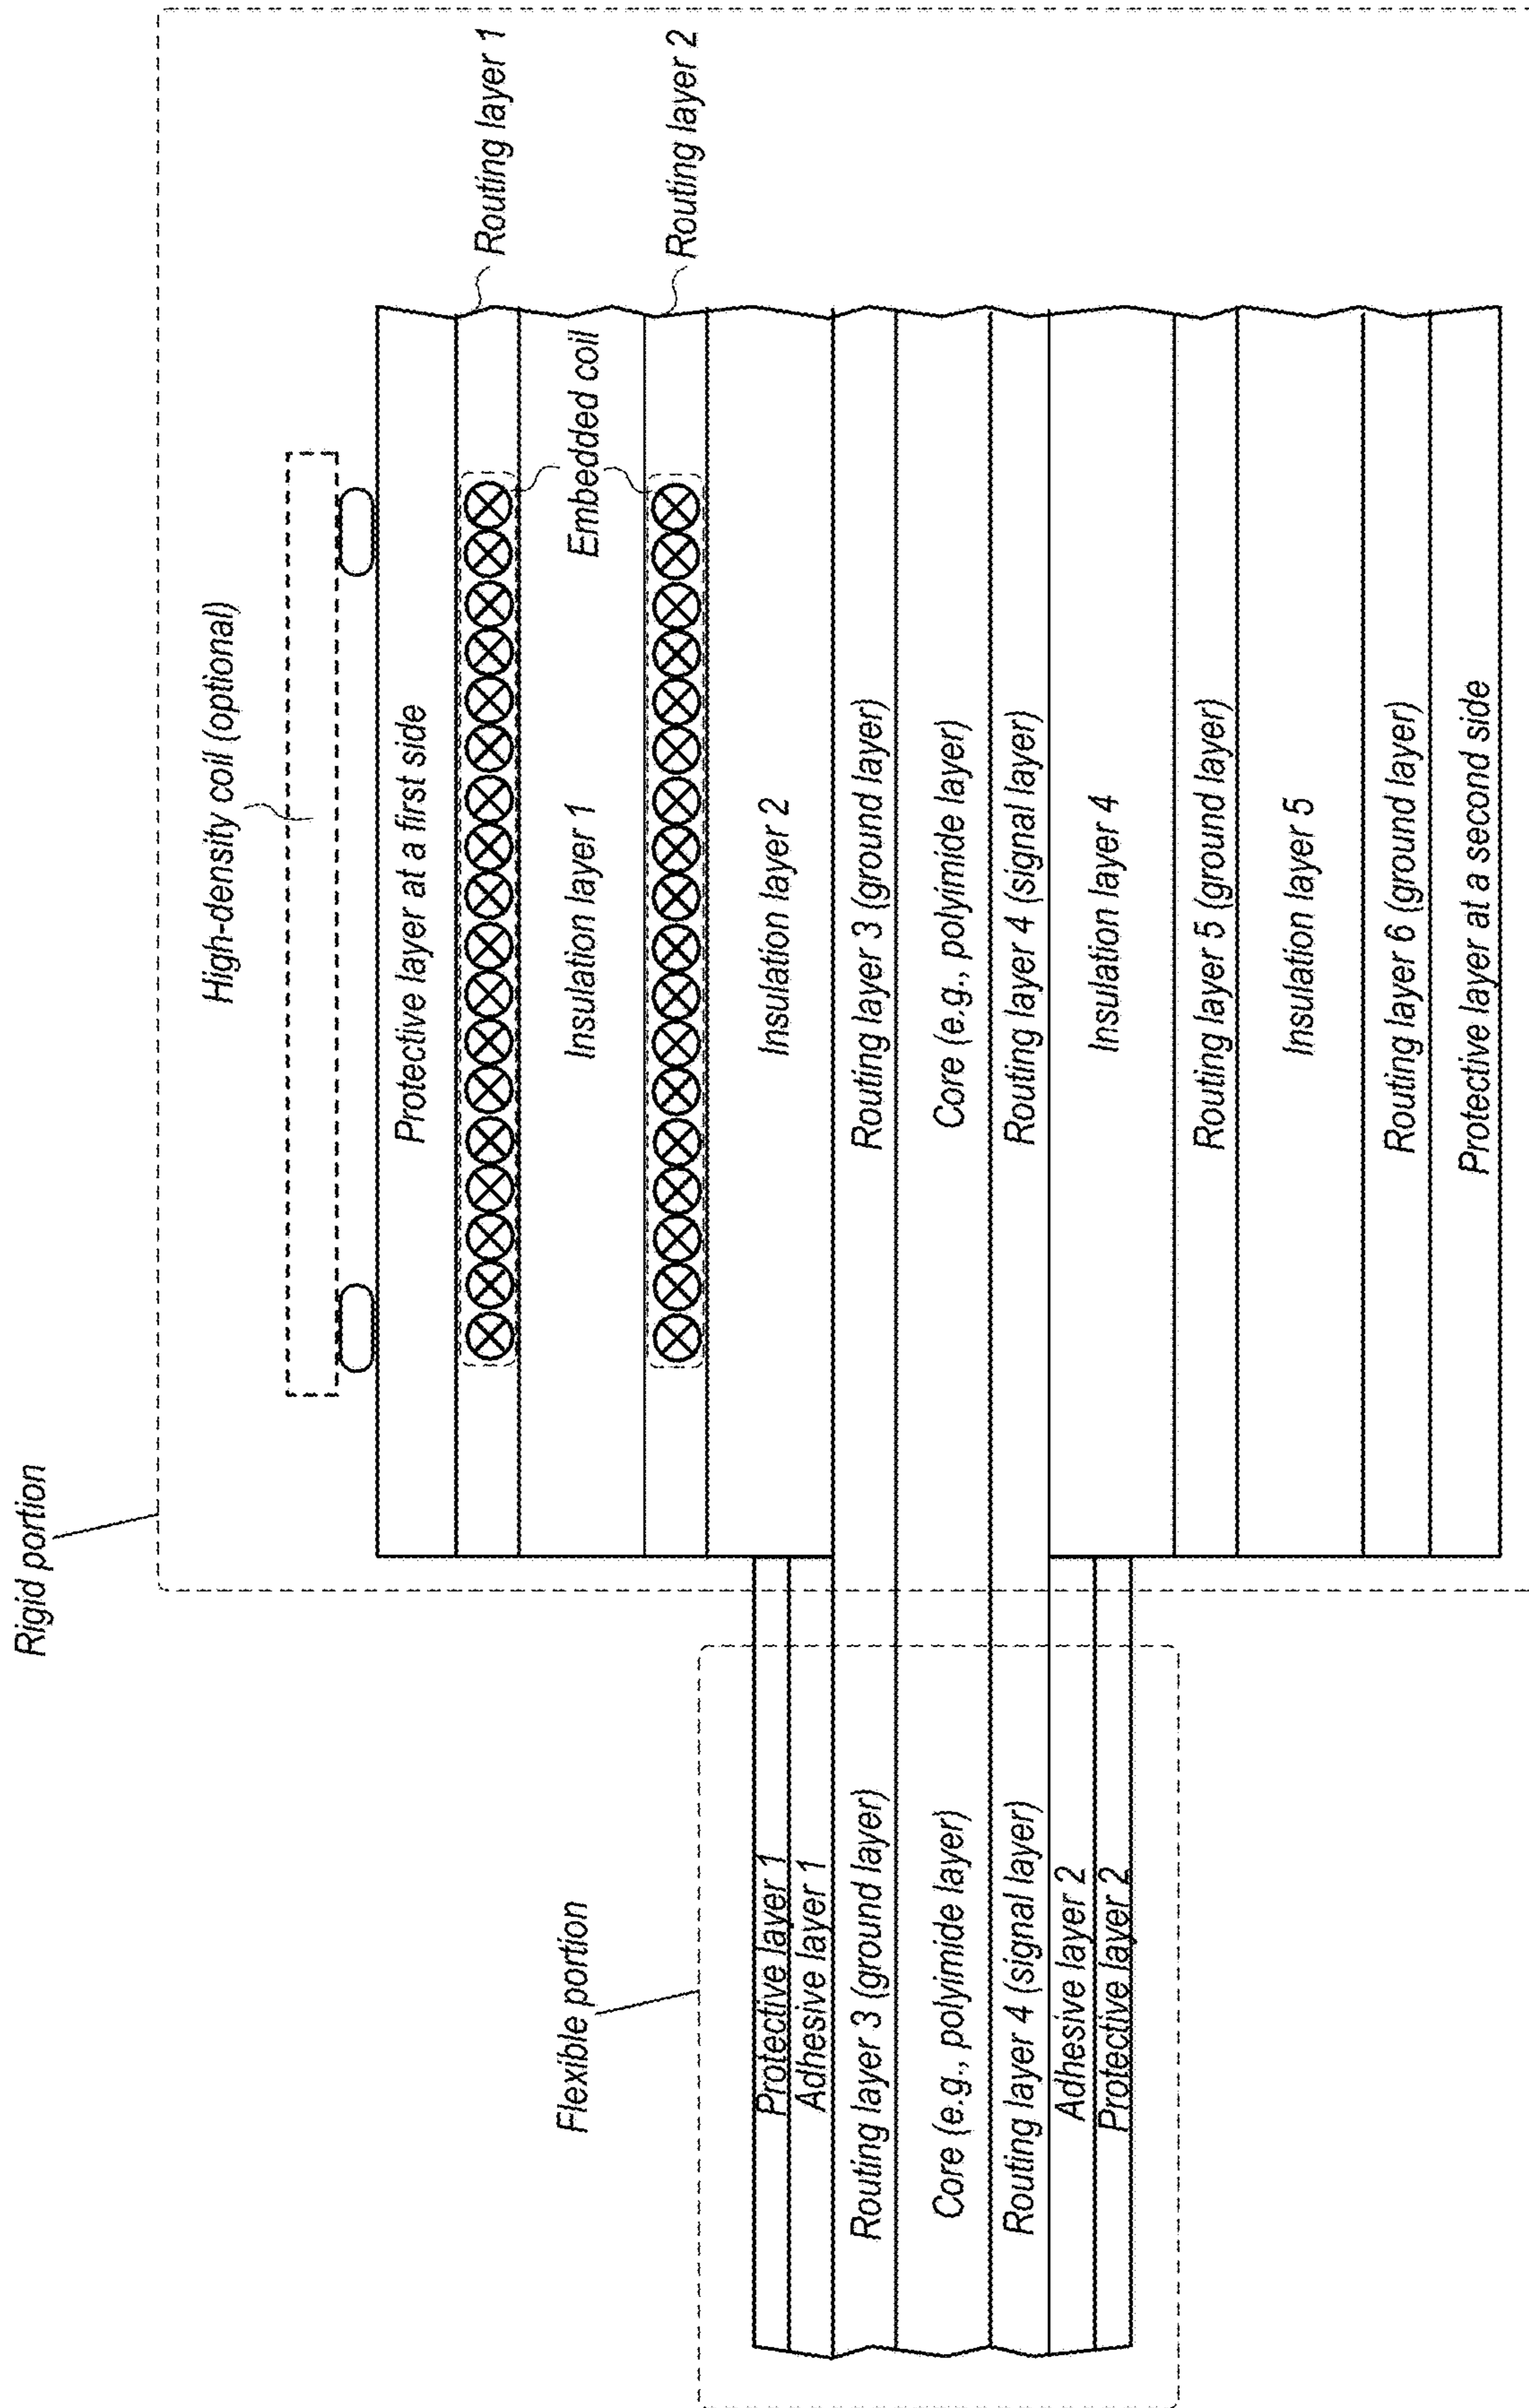 Rigid portion
High-density coil (optional)
Routing layer 1
Routing layer 2
Protective layer at a first side
Embedded coil
Insulation layer 1
Insulation layer 2
Routing layer 3 (ground layer)
Core (e.g., polyimide layer)
Routing layer 4 (signal layer)
Insulation layer 4
Routing layer 5 (ground layer)
Insulation layer 5
Routing layer 6 (ground layer)
Protective layer at a second side
Flexible portion
Protective layer 1
Adhesive layer 1
Routing layer 3 (ground layer)
Core (e.g., polyimide layer)
Routing layer 4 (signal layer)
Adhesive layer 2
Protective layer 2